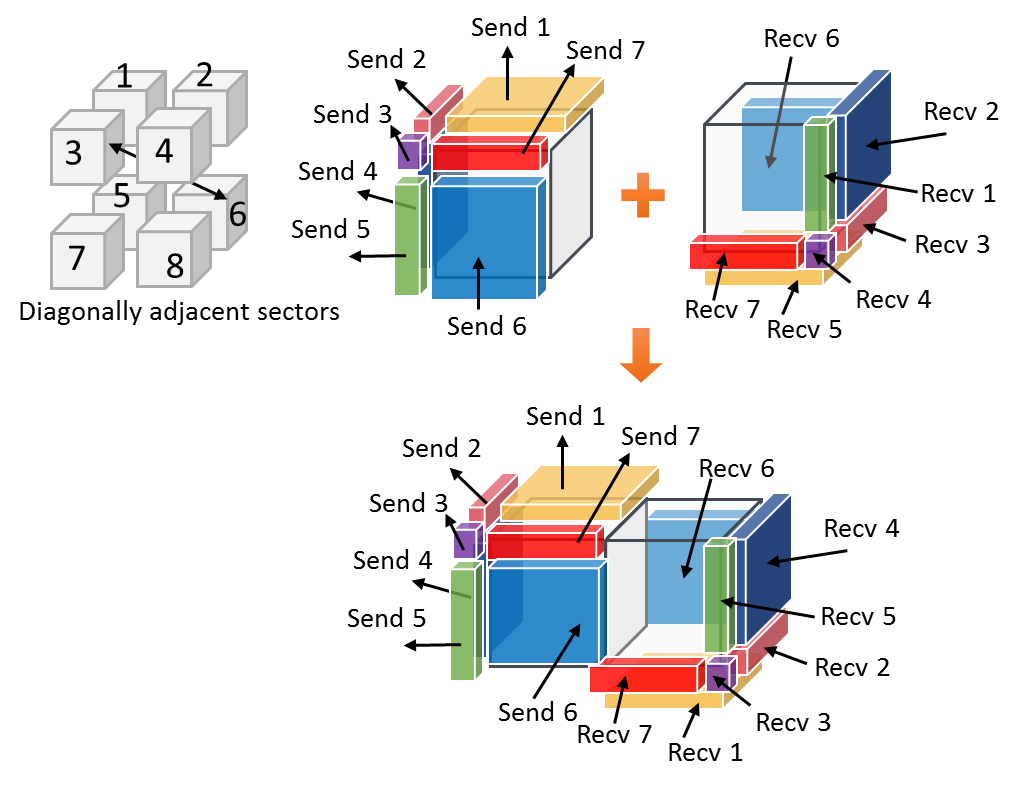 1
2
3
4
5
6
7
8
Diagonally adjacent sectors
Send 1
Send 7
Send 2
Send 3
Send 4
Send 5
Send 6
Recv 6
Recv 2
Recv 1
Recv 3
Recv 4
Recv 7
Recv 5
Send 1
Send 7
Send 2
Send 3
Send 4
Send 5
Send 6
Recv 6
Recv 4
Recv 5
Recv 2
Recv 3
Recv 7
Recv 1